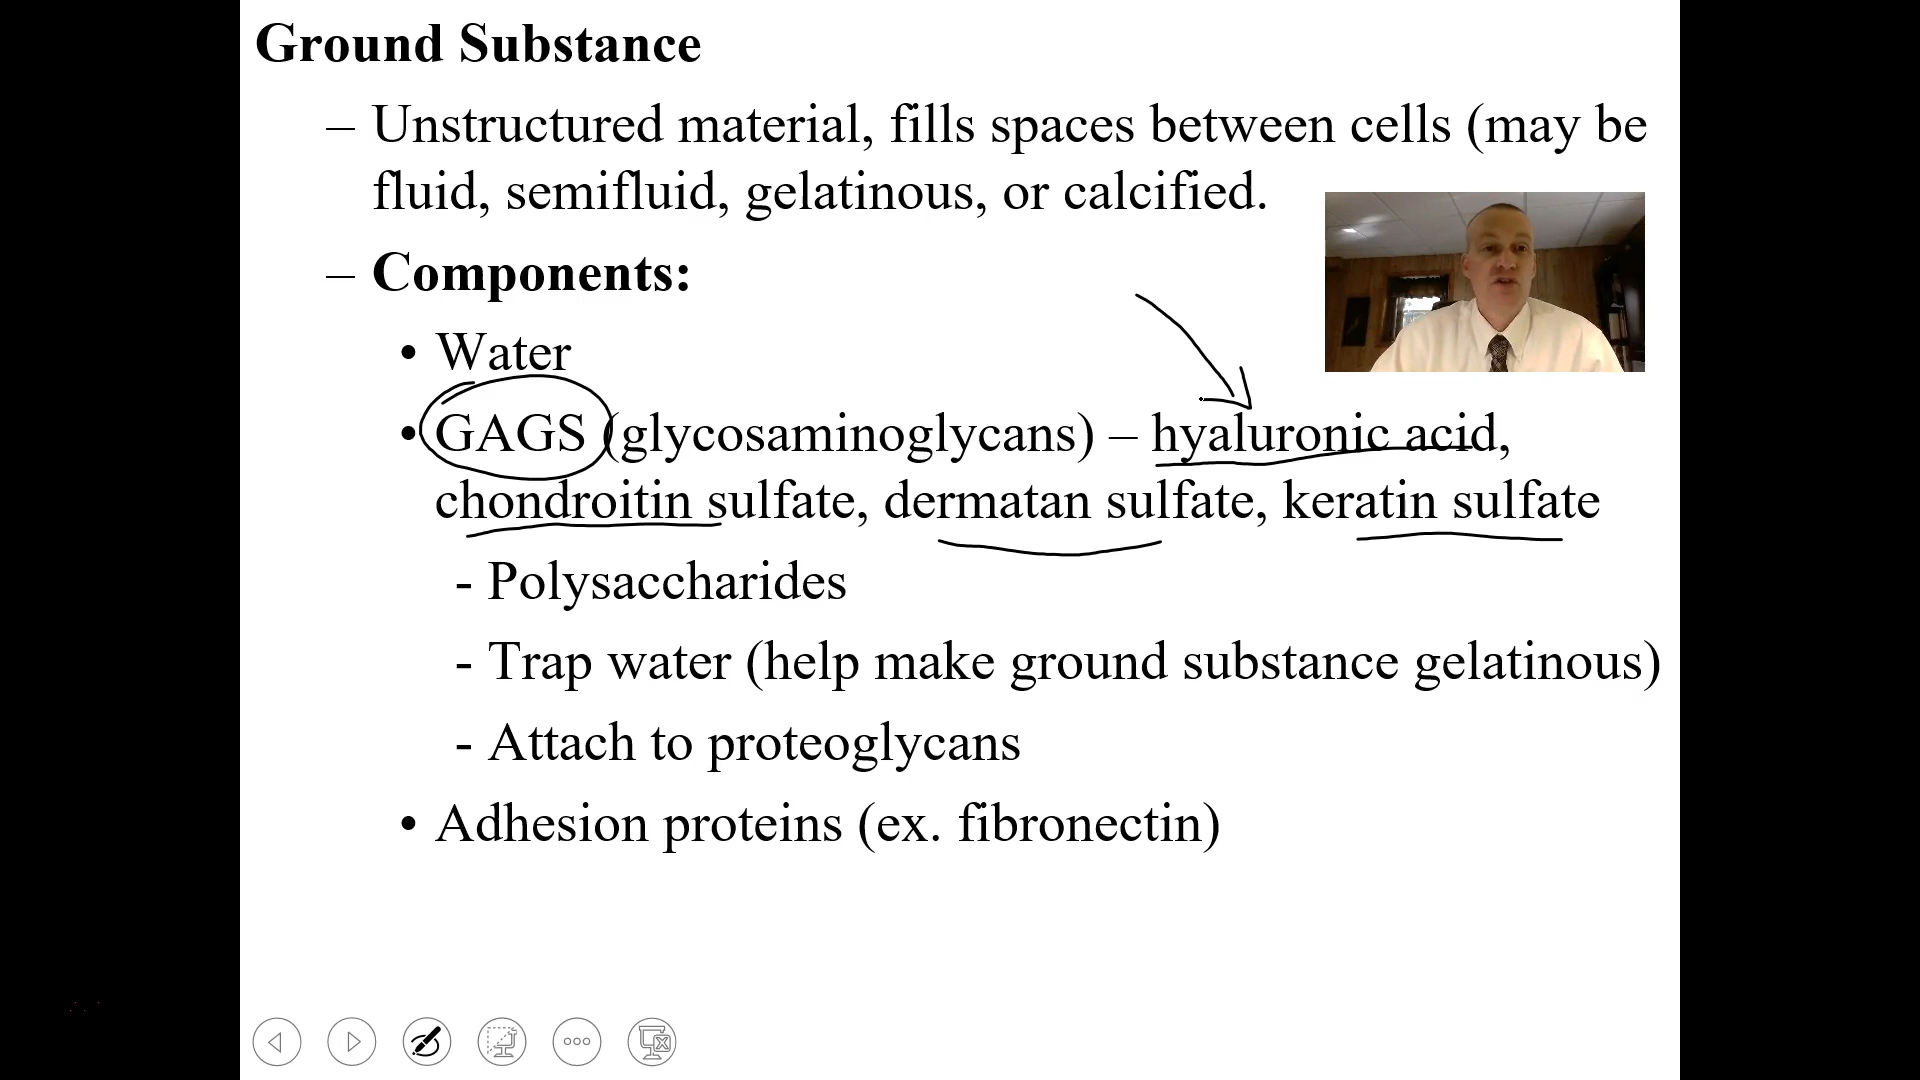 Ground Substance
– Unstructured material, fills spaces between cells (may be
fluid, semifluid, gelatinous, or calcified.
– Components:
• Water
• GAGS (glycosaminoglycans) – hyaluronic acid,
chondroitin sulfate, dermatan sulfate, keratin sulfate
- Polysaccharides
- Trap water (help make ground substance gelatinous)
- Attach to proteoglycans
• Adhesion proteins (ex. fibronectin)